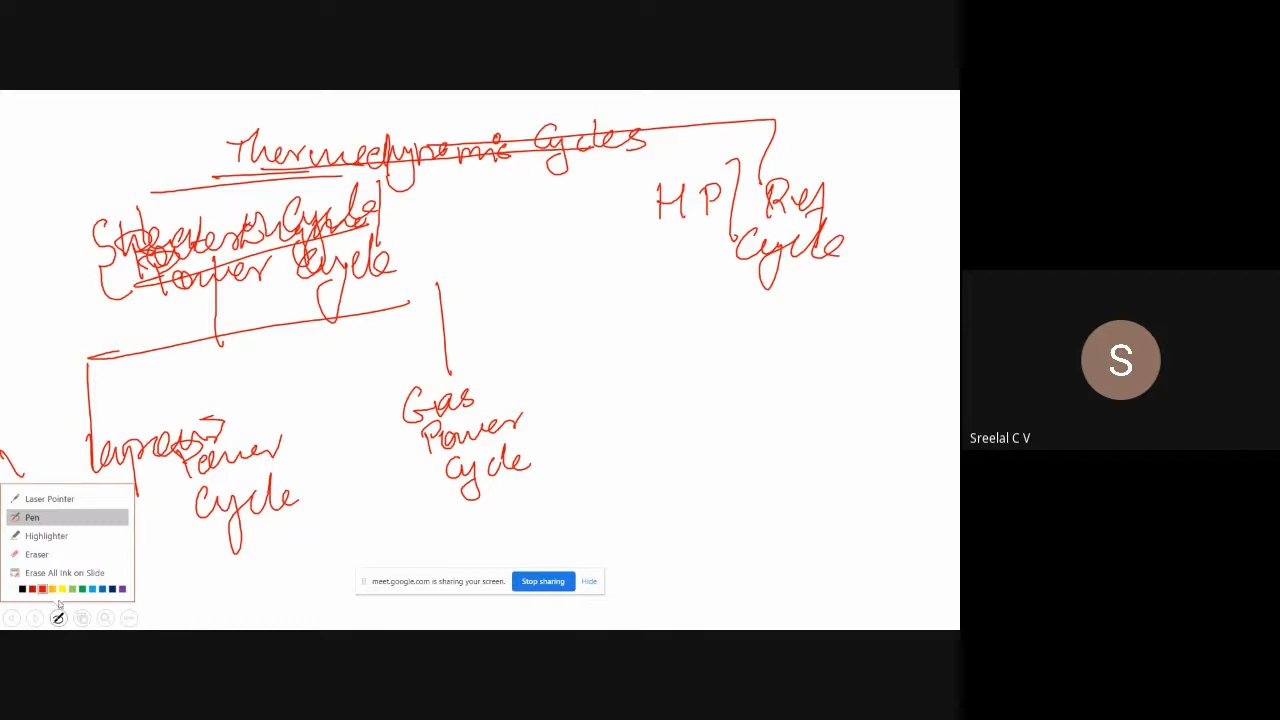 Thermodynamic Cycles
HP Ref
Cycle
Cycle
Power Cycle
Gas
Power
Cycle
Power
Cycle
Laser Pointer
Pen
Highlighter
Eraser
Erase All Ink on Slide
meet.google.com is sharing your screen. Stop sharing Hide
S
Sreelal C V